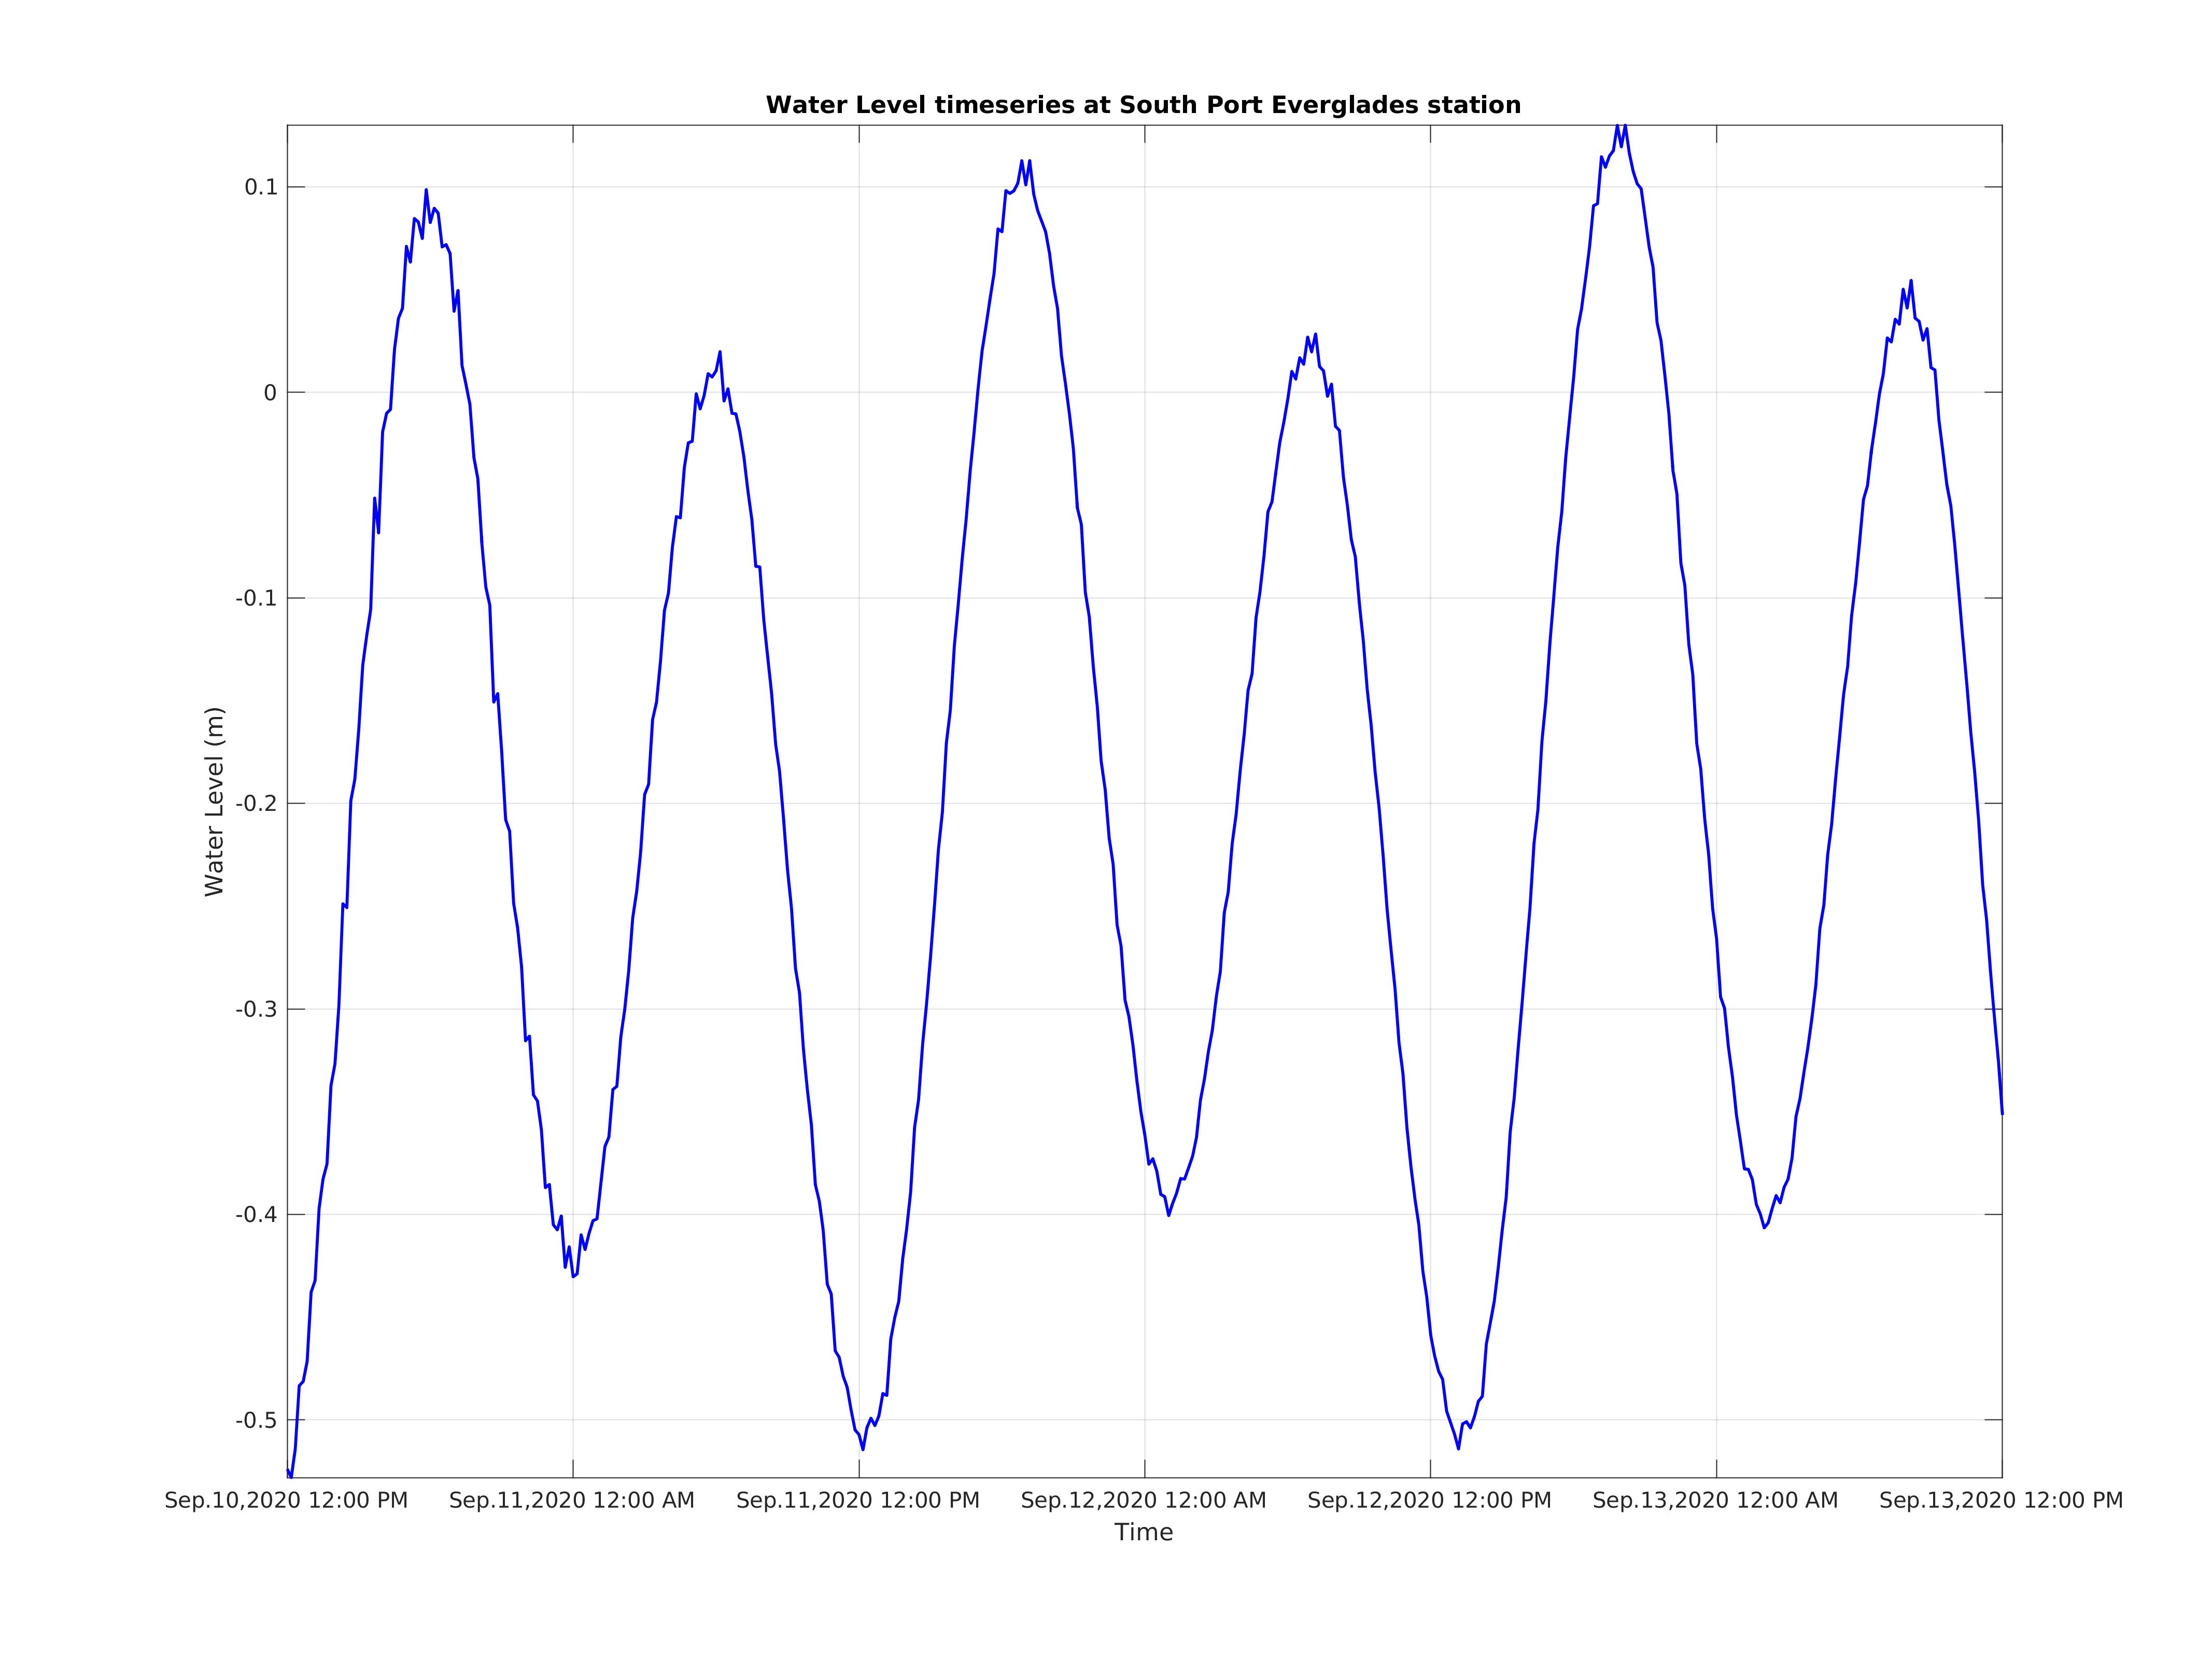 Water Level timeseries at South Port Everglades station
0.1
0
-0.1
-0.2
-0.3
-0.4
-0.5
Water Level (m)
Sep.10,2020 12:00 PM Sep.11,2020 12:00 AM Sep.11,2020 12:00 PM Sep.12,2020 12:00 AM Sep.12,2020 12:00 PM Sep.13,2020 12:00 AM Sep.13,2020 12:00 PM
Time